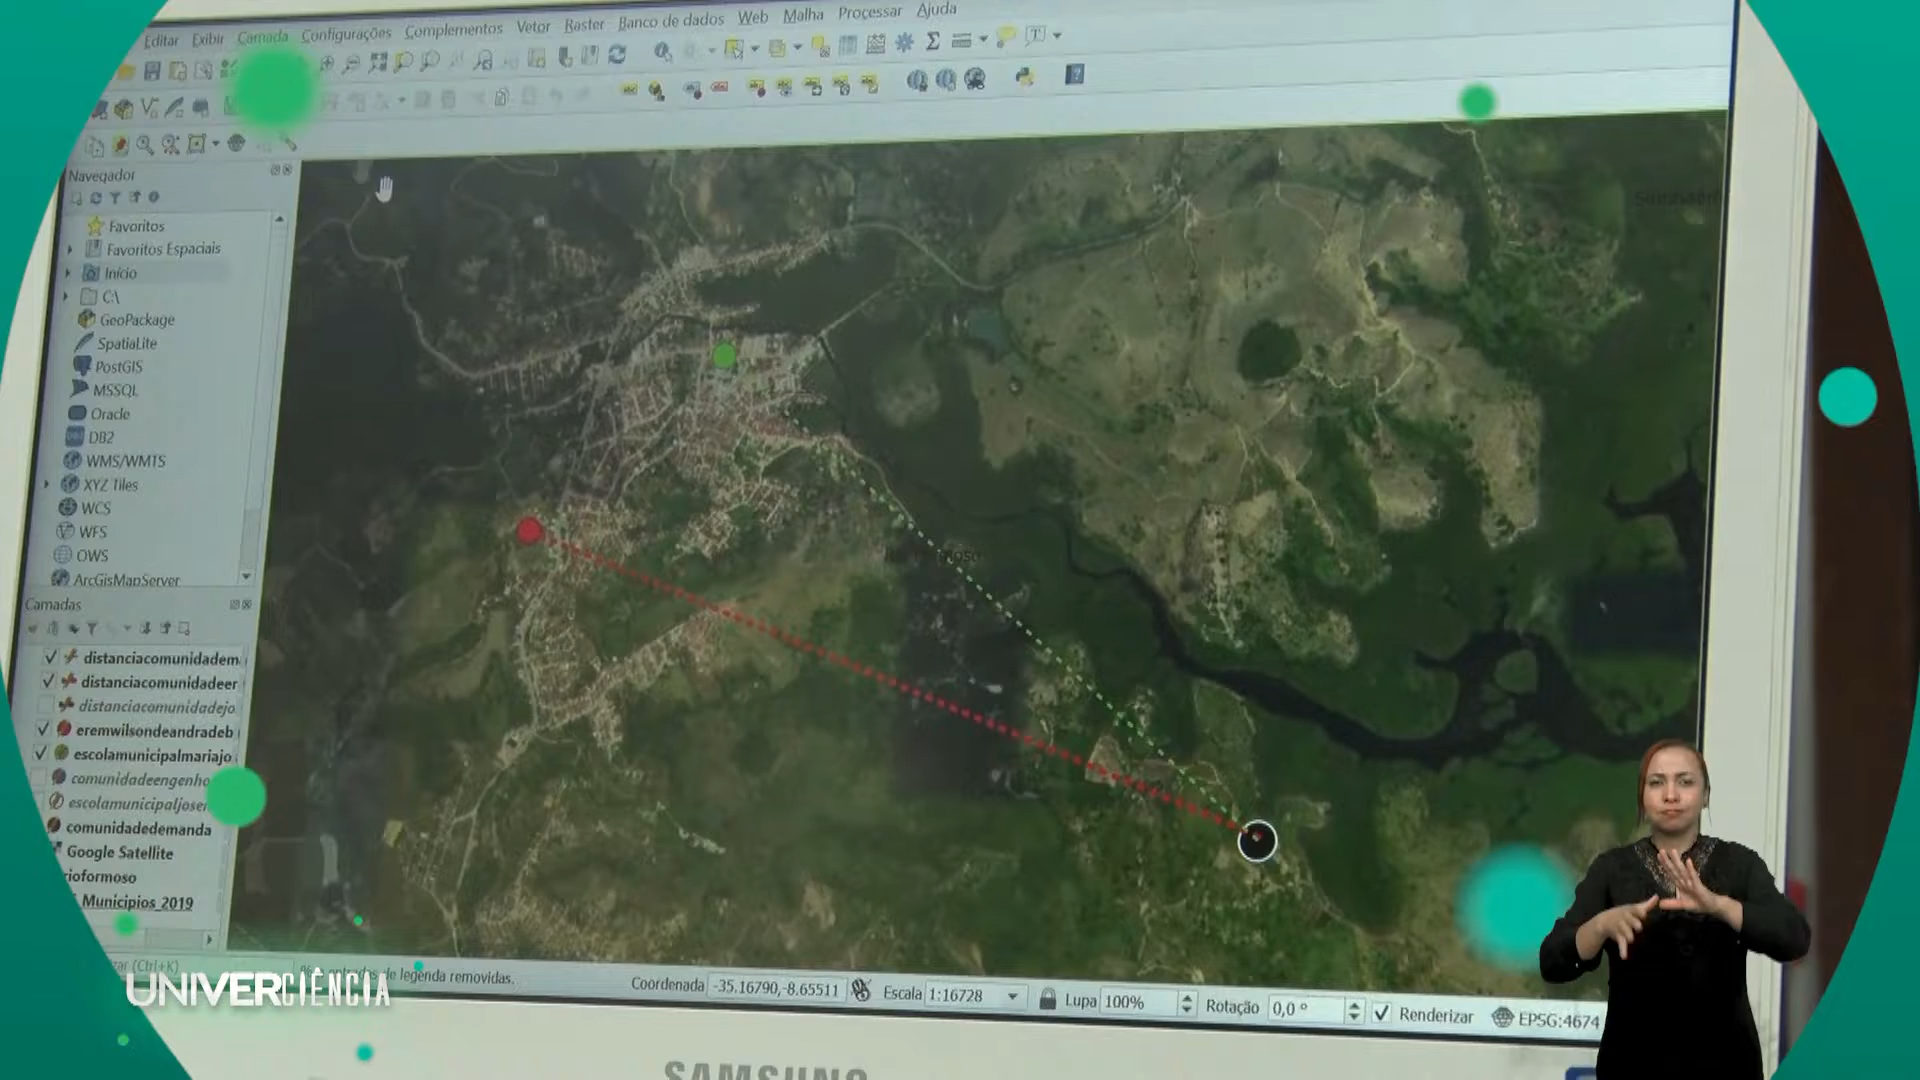 Editar Exibir Camada Configurações Complementos Vetor Raster Banco de dados Web Malha Processar Ajuda
Navegador
Favoritos
Favoritos Espaciais
Início
C:\
GeoPackage
SpatiaLite
PostGIS
MSSQL
Oracle
DB2
WMS/WMTS
XYZ Tiles
WCS
WFS
OWS
ArcGisMapServer
Camadas
distanciacomunidadem
distanciacomunidadeer
distanciacomunidadejo
eremwilsondeandradeb
escolamunicipalmariajo
comunidadeengenho
escolamunicipaljoser
comunidadedemanda
Google Satellite
rioformoso
Municipios_2019
(Ctrl+K)
de legenda removidas.
Coordenada -35.16790,-8.65511 Escala 1:16728 Lupa 100% Rotação 0,0 ° Renderizar EPSG:4674
UNIVERCIÊNCIA
SAMSUNG